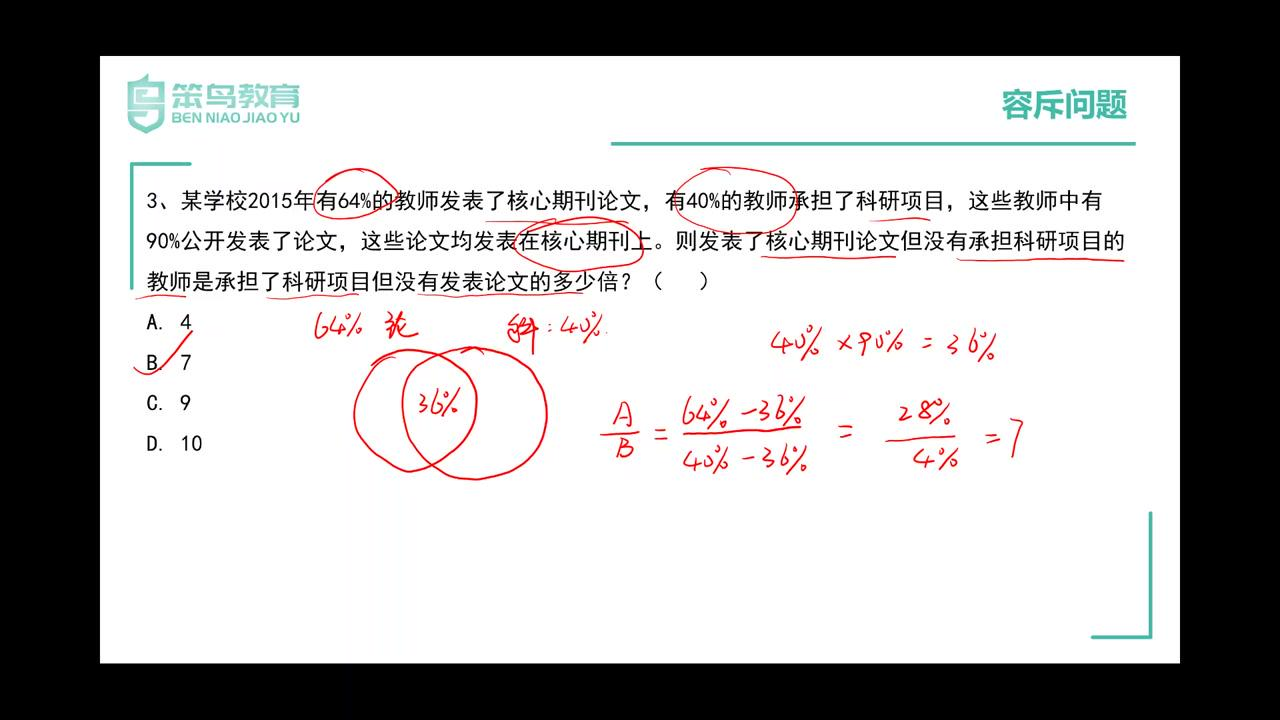 笨鸟教育
BEN NIAO JIAO YU
容斥问题
3、某学校2015年有64%的教师发表了核心期刊论文，有40%的教师承担了科研项目，这些教师中有
90%公开发表了论文，这些论文均发表在核心期刊上。则发表了核心期刊论文但没有承担科研项目的
教师是承担了科研项目但没有发表论文的多少倍？（ ）
A. 4
B. 7
C. 9
D. 10
64% 论
科：40%
36%
40% × 90% = 36%
A/B = 64% - 36% / 40% - 36% = 28% / 4% = 7